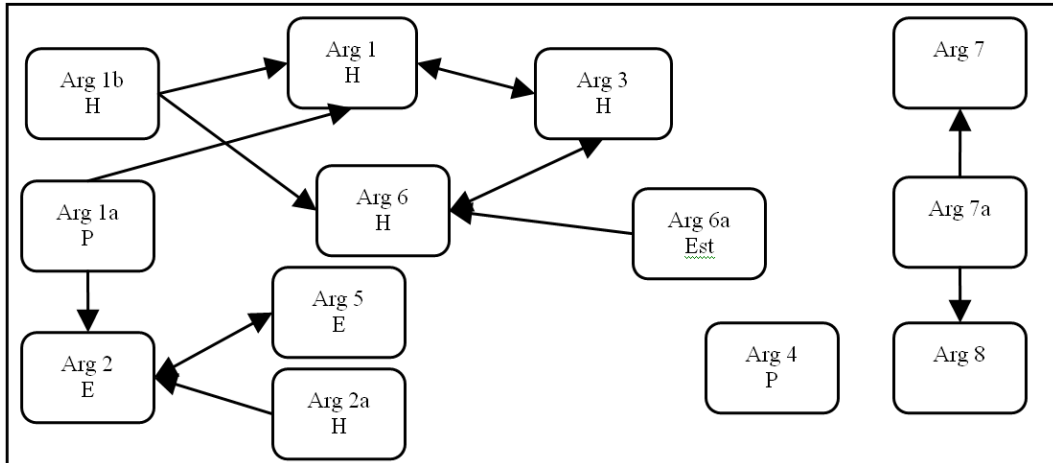 Arg 1b
H
Arg 1
H
Arg 3
H
Arg 7
Arg 1a
P
Arg 6
H
Arg 6a
Est
Arg 7a
Arg 2
E
Arg 5
E
Arg 2a
H
Arg 4
P
Arg 8